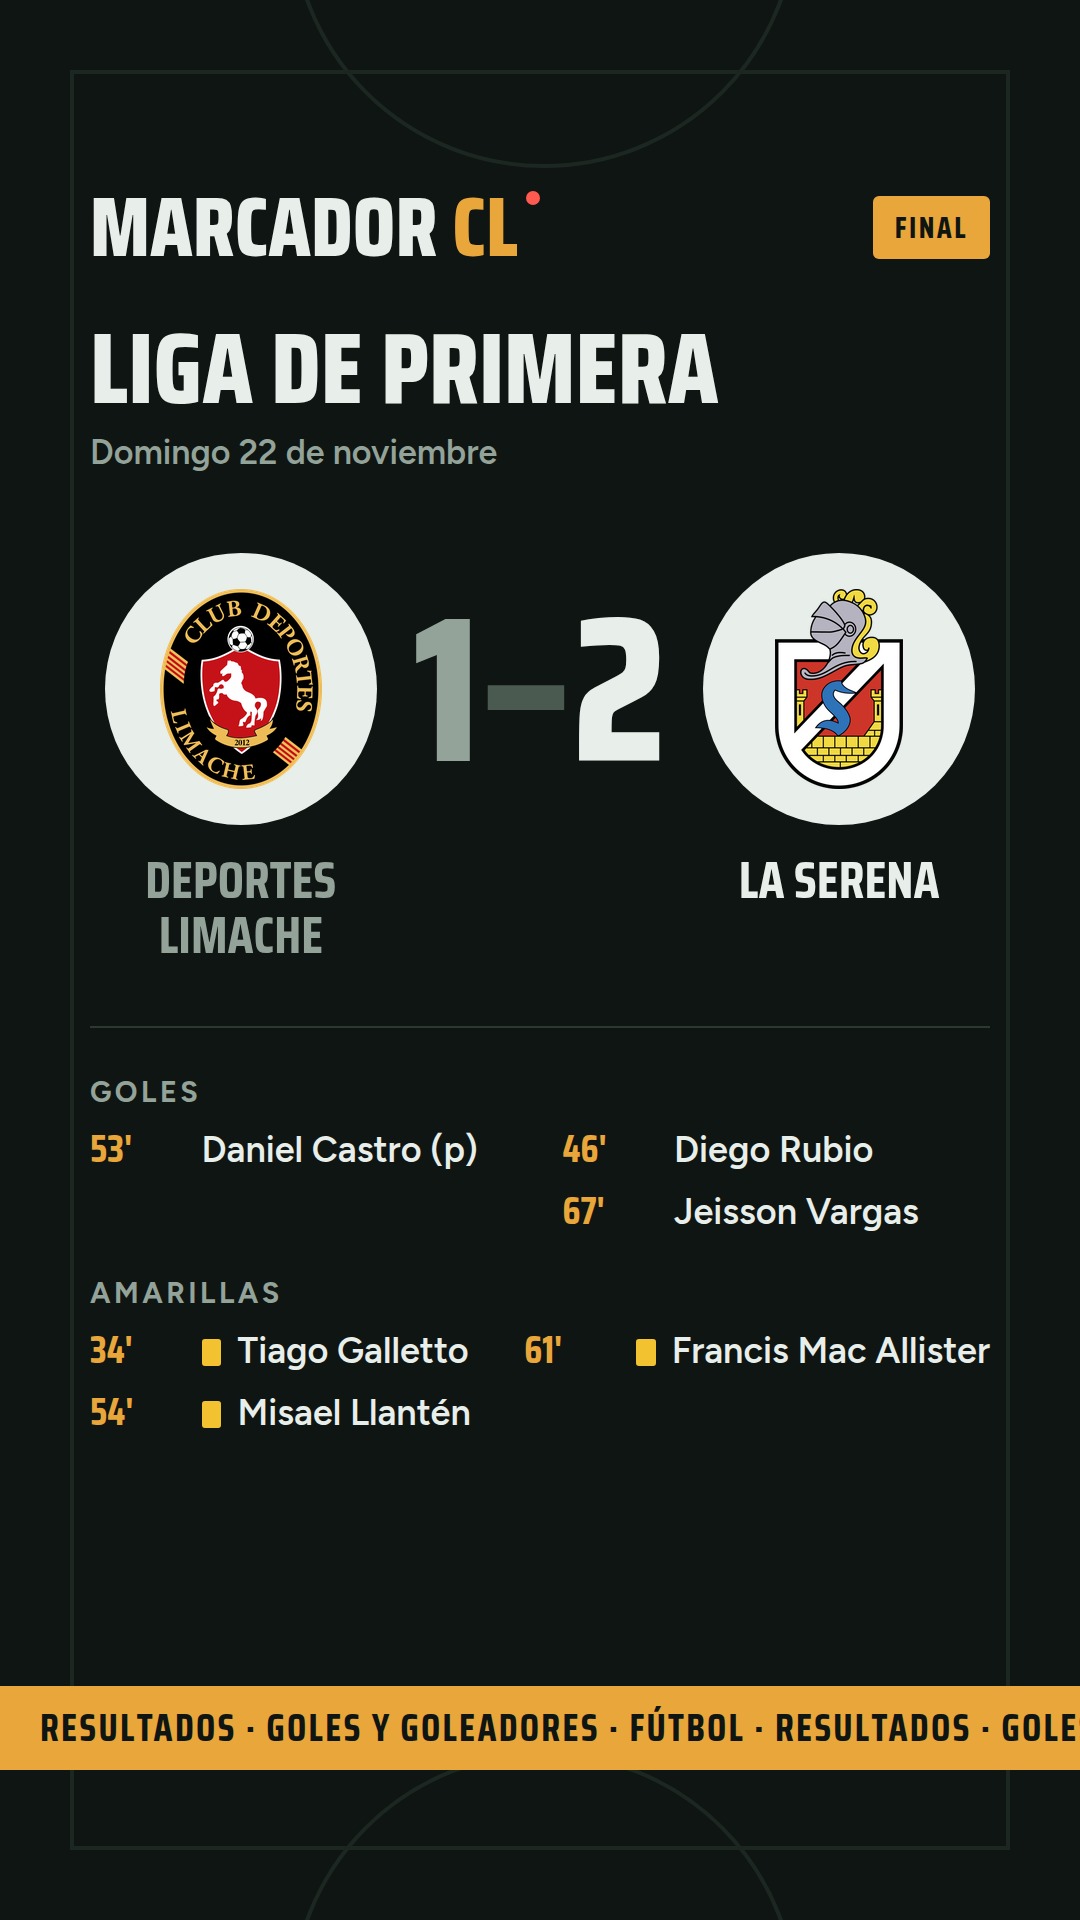 MARCADOR CL
FINAL
LIGA DE PRIMERA
Domingo 22 de noviembre
CLUB DEPORTES
LIMACHE
2012
1–2
DEPORTES
LIMACHE
LA SERENA
GOLES
53' Daniel Castro (p) 46' Diego Rubio
67' Jeisson Vargas
AMARILLAS
34' Tiago Galletto 61' Francis Mac Allister
54' Misael Llantén
RESULTADOS · GOLES Y GOLEADORES · FÚTBOL · RESULTADOS · GOLES